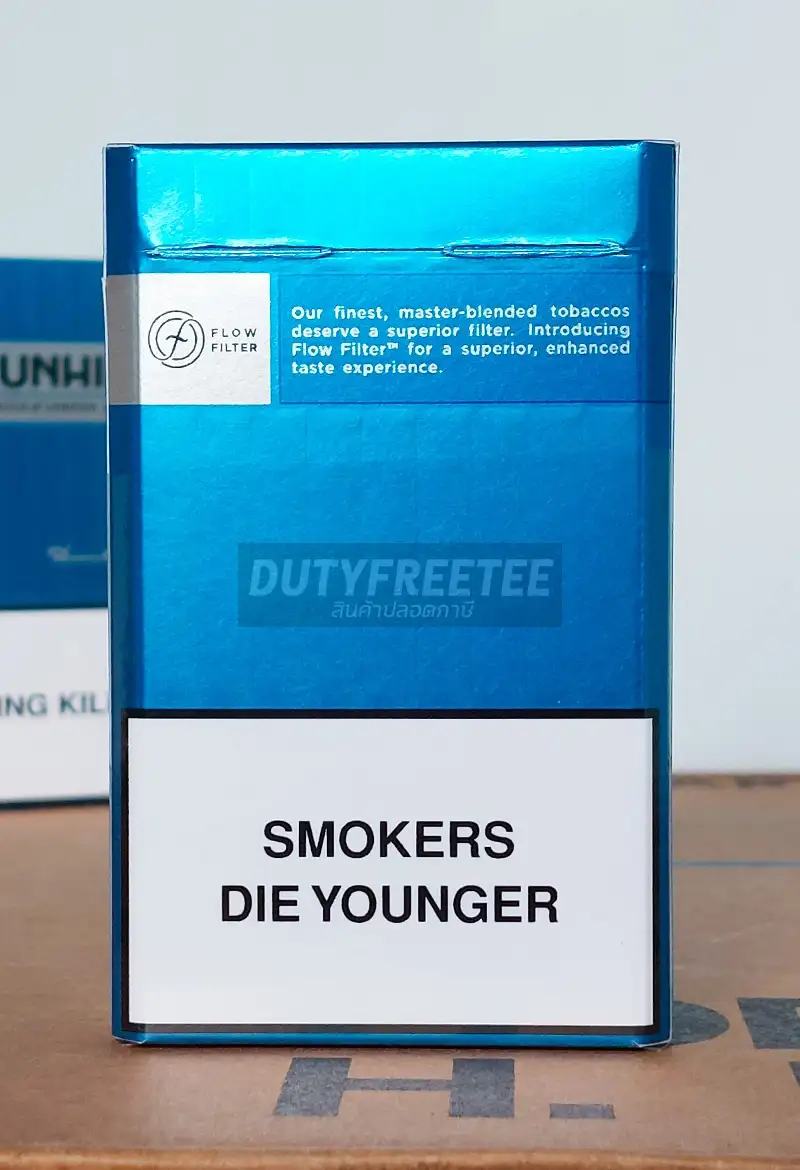 FLOW
FILTER
Our finest, master-blended tobaccos
deserve a superior filter. Introducing
Flow Filter™ for a superior, enhanced
taste experience.
UNHI
DUTYFREETEE
สินค้าปลอดภาษี
ING KIL
SMOKERS
DIE YOUNGER
H.